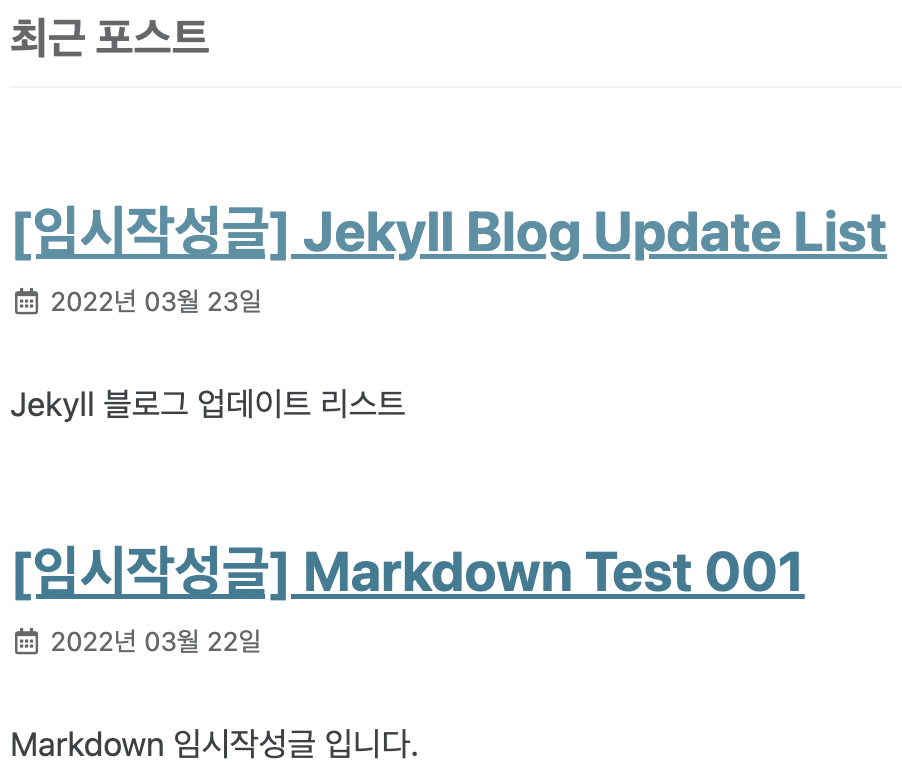 최근 포스트
[임시작성글] Jekyll Blog Update List
2022년 03월 23일
Jekyll 블로그 업데이트 리스트
[임시작성글] Markdown Test 001
2022년 03월 22일
Markdown 임시작성글 입니다.